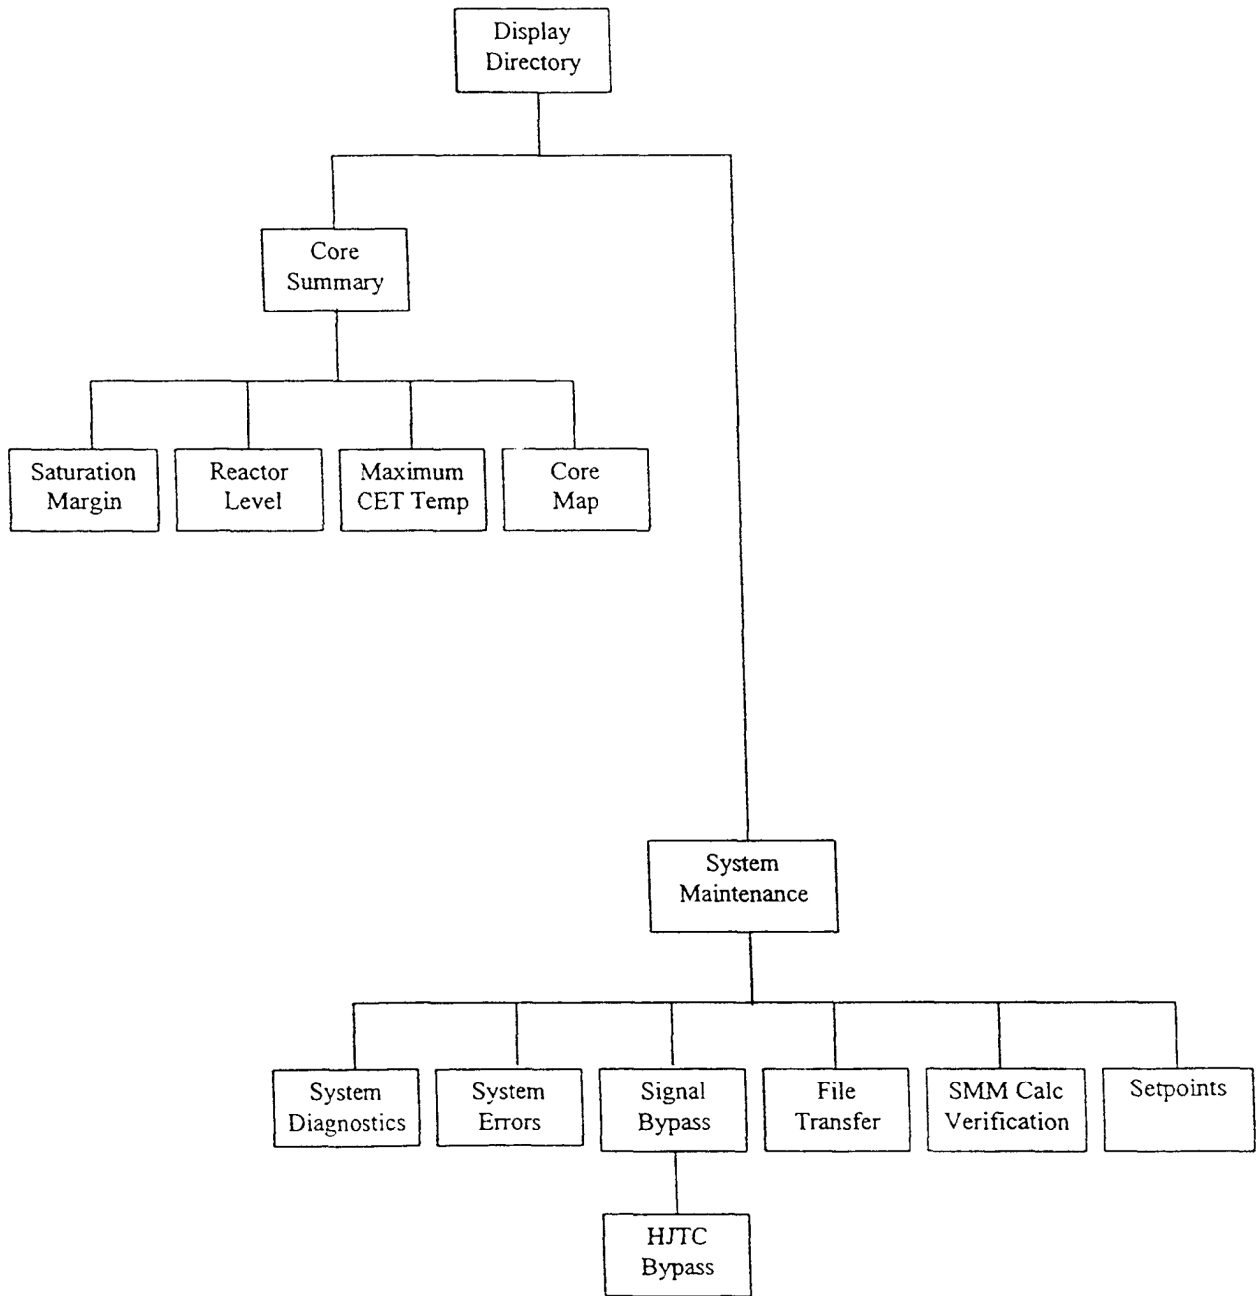 Display
Directory
Core
Summary
Saturation
Margin
Reactor
Level
Maximum
CET Temp
Core
Map
System
Maintenance
System
Diagnostics
System
Errors
Signal
Bypass
File
Transfer
SMM Calc
Verification
Setpoints
HJTC
Bypass